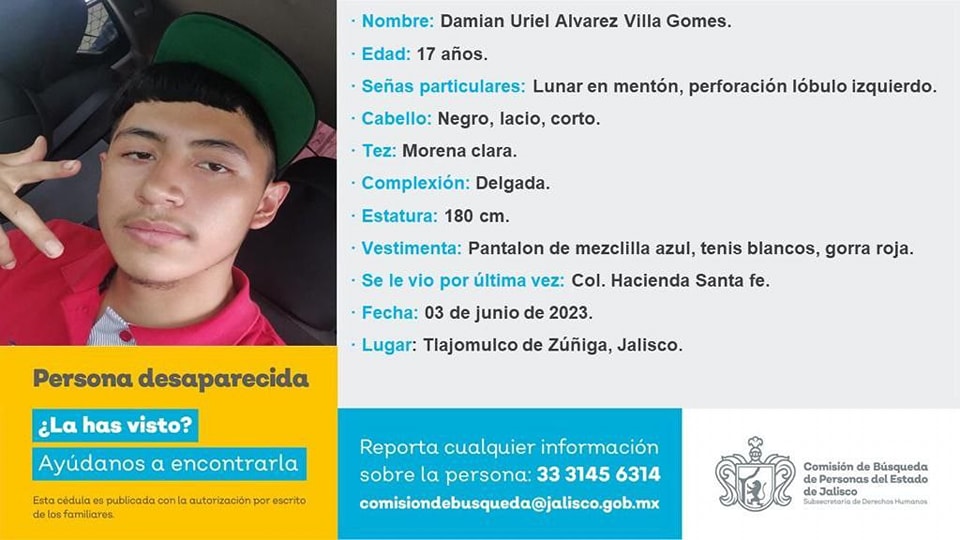 · Nombre: Damian Uriel Alvarez Villa Gomes.
· Edad: 17 años.
· Señas particulares: Lunar en mentón, perforación lóbulo izquierdo.
· Cabello: Negro, lacio, corto.
· Tez: Morena clara.
· Complexión: Delgada.
· Estatura: 180 cm.
· Vestimenta: Pantalon de mezclilla azul, tenis blancos, gorra roja.
· Se le vio por última vez: Col. Hacienda Santa fe.
· Fecha: 03 de junio de 2023.
· Lugar: Tlajomulco de Zúñiga, Jalisco.
Persona desaparecida
¿La has visto?
Ayúdanos a encontrarla
Esta cédula es publicada con la autorización por escrito
de los familiares.
Reporta cualquier información
sobre la persona: 33 3145 6314
comisiondebusqueda@jalisco.gob.mx
Comisión de Búsqueda
de Personas del Estado
de Jalisco
Subsecretaría de Derechos Humanos